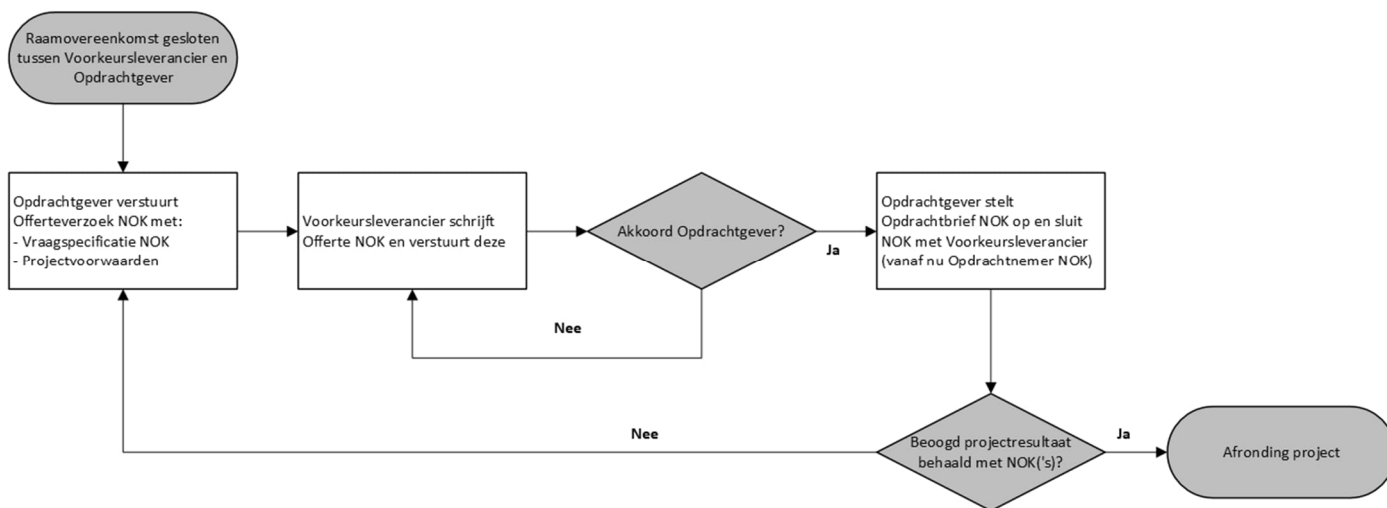 Raamovereenkomst gesloten
tussen Voorkeursleverancier en
Opdrachtgever
Opdrachtgever verstuurt
Offerteverzoek NOK met:
- Vraagspecificatie NOK
- Projectvoorwaarden
Voorkeursleverancier schrijft
Offerte NOK en verstuurt deze
Akkoord Opdrachtgever?
Ja
Opdrachtgever stelt
Opdrachtbrief NOK op en sluit
NOK met Voorkeursleverancier
(vanaf nu Opdrachtnemer NOK)
Nee
Nee
Beoogd projectresultaat
behaald met NOK('s)?
Ja
Afronding project